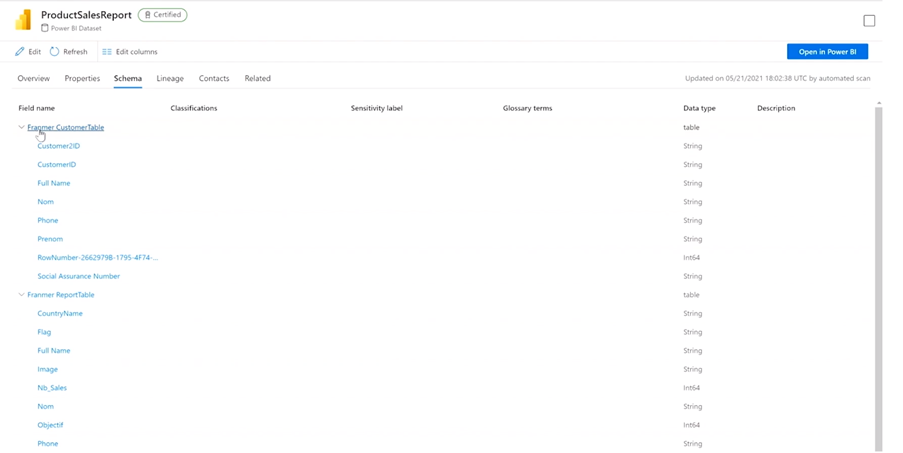 ProductSalesReport Certified
Power BI Dataset
Edit Refresh Edit columns Open in Power BI
Overview Properties Schema Lineage Contacts Related Updated on 05/21/2021 18:02:38 UTC by automated scan
Field name Classifications Sensitivity label Glossary terms Data type Description
Franmer CustomerTable table
Customer2ID String
CustomerID String
Full Name String
Nom String
Phone String
Prenom String
RowNumber-2662979B-1795-4F74-... Int64
Social Assurance Number String
Franmer ReportTable table
CountryName String
Flag String
Full Name String
Image String
Nb_Sales Int64
Nom String
Objectif Int64
Phone String